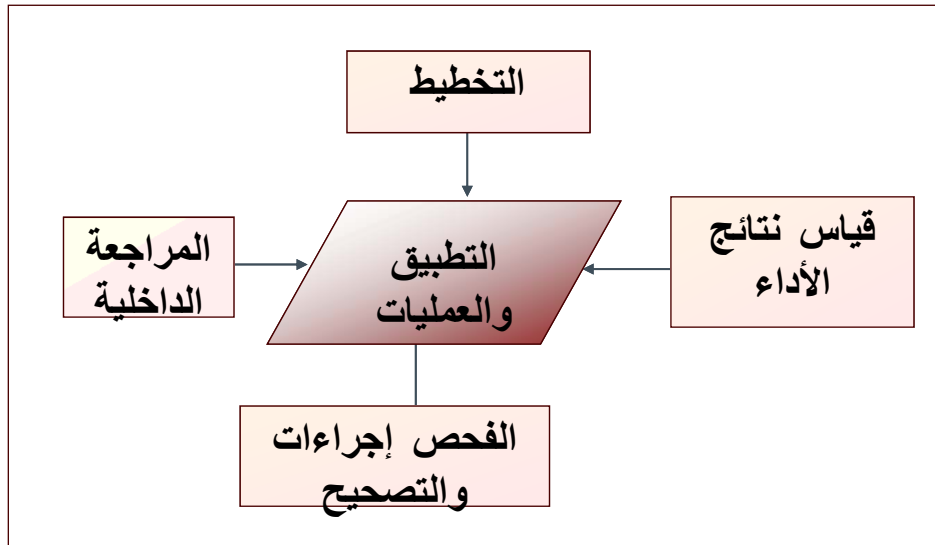 التخطيط
قياس نتائج
الأداء
التطبيق
والعمليات
المراجعة
الداخلية
الفحص إجراءات
والتصحيح